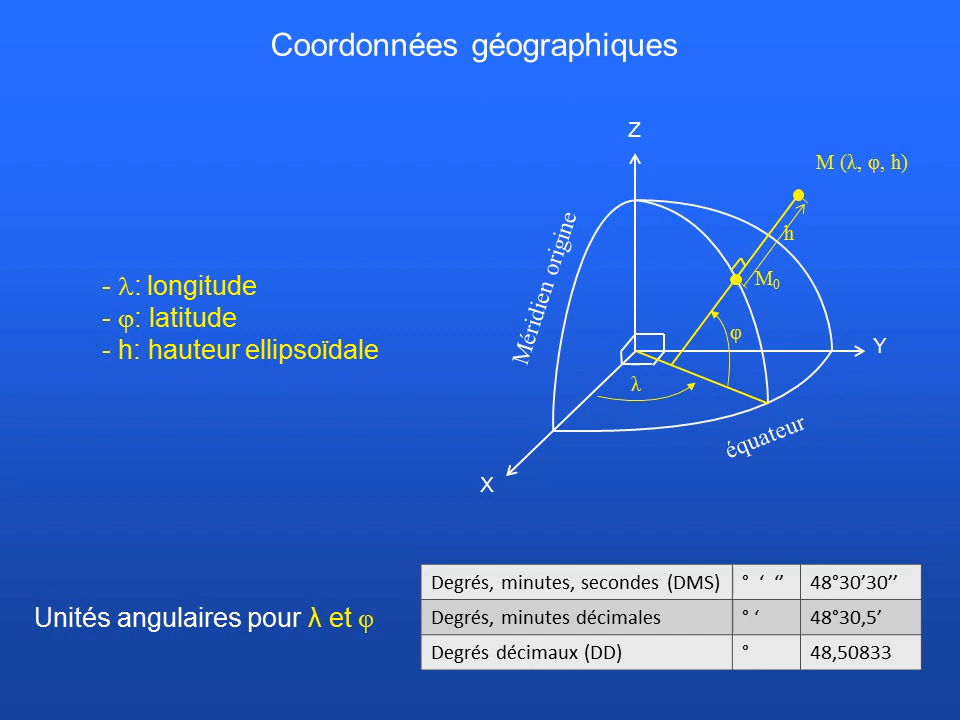 Coordonnées géographiques
Z
M (λ, φ, h)
h
M₀
Méridien origine
φ
Y
λ
équateur
X
- λ: longitude
- φ: latitude
- h: hauteur ellipsoïdale
Unités angulaires pour λ et φ
Degrés, minutes, secondes (DMS) ° ‘ ‘’ 48°30’30’’
Degrés, minutes décimales ° ‘ 48°30,5’
Degrés décimaux (DD) ° 48,50833